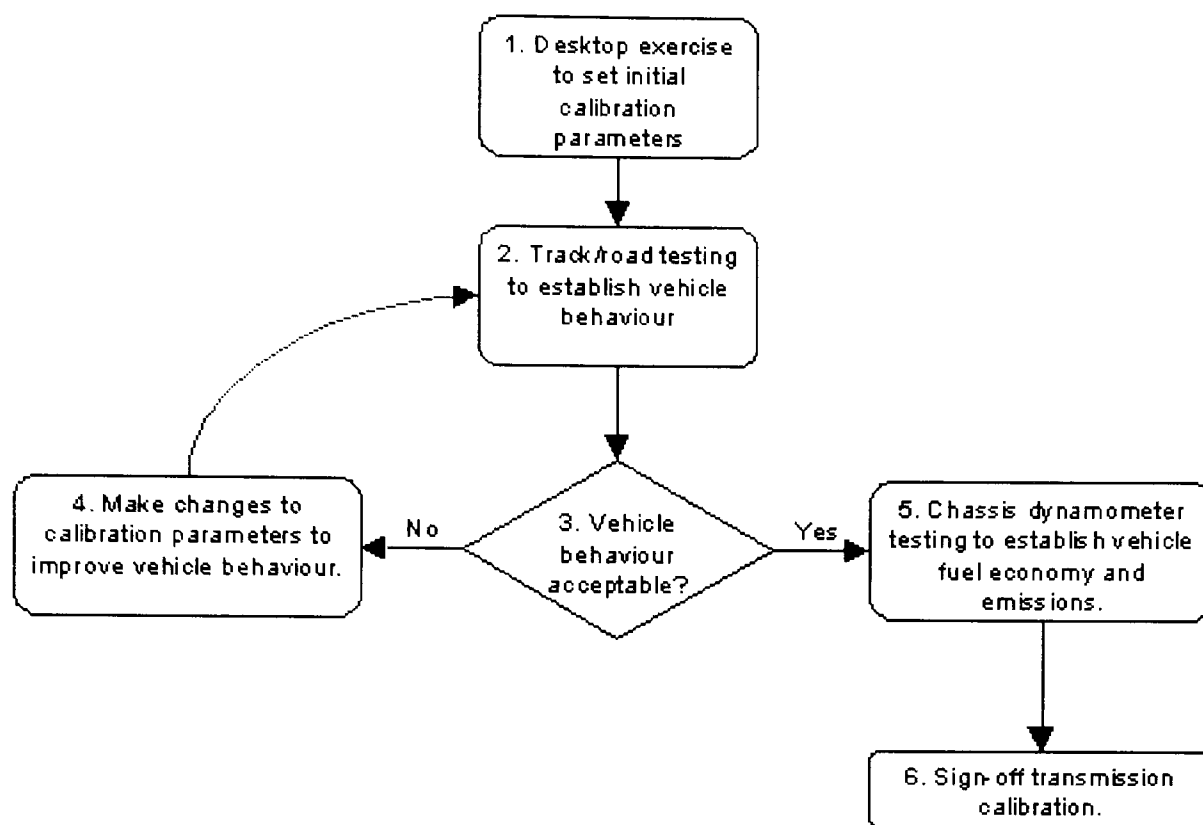 1. Desktop exercise
to set initial
calibration
parameters
2. Track/road testing
to establish vehicle
behaviour
3. Vehicle
behaviour
acceptable?
No
Yes
4. Make changes to
calibration parameters to
improve vehicle behaviour.
5. Chassis dynamometer
testing to establish vehicle
fuel economy and
emissions.
6. Sign-off transmission
calibration.